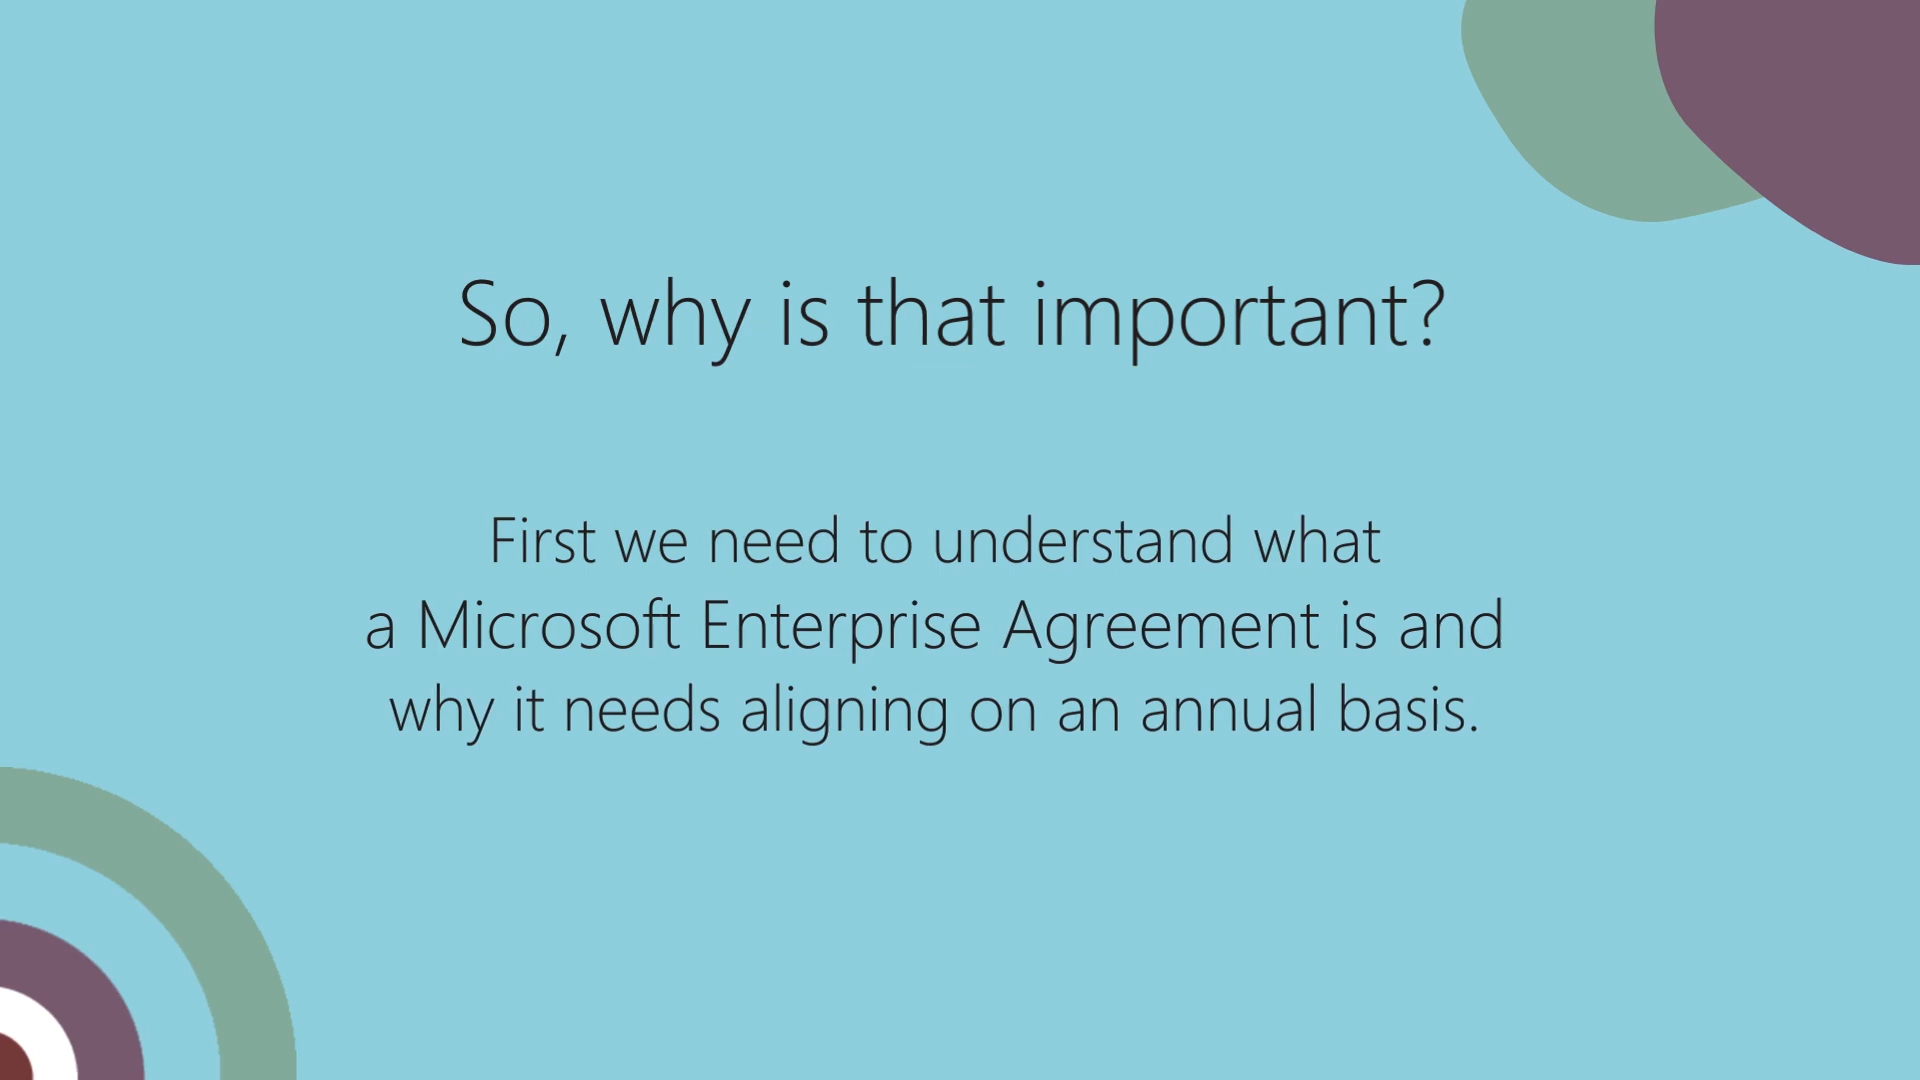 So, why is that important?
First we need to understand what
a Microsoft Enterprise Agreement is and
why it needs aligning on an annual basis.